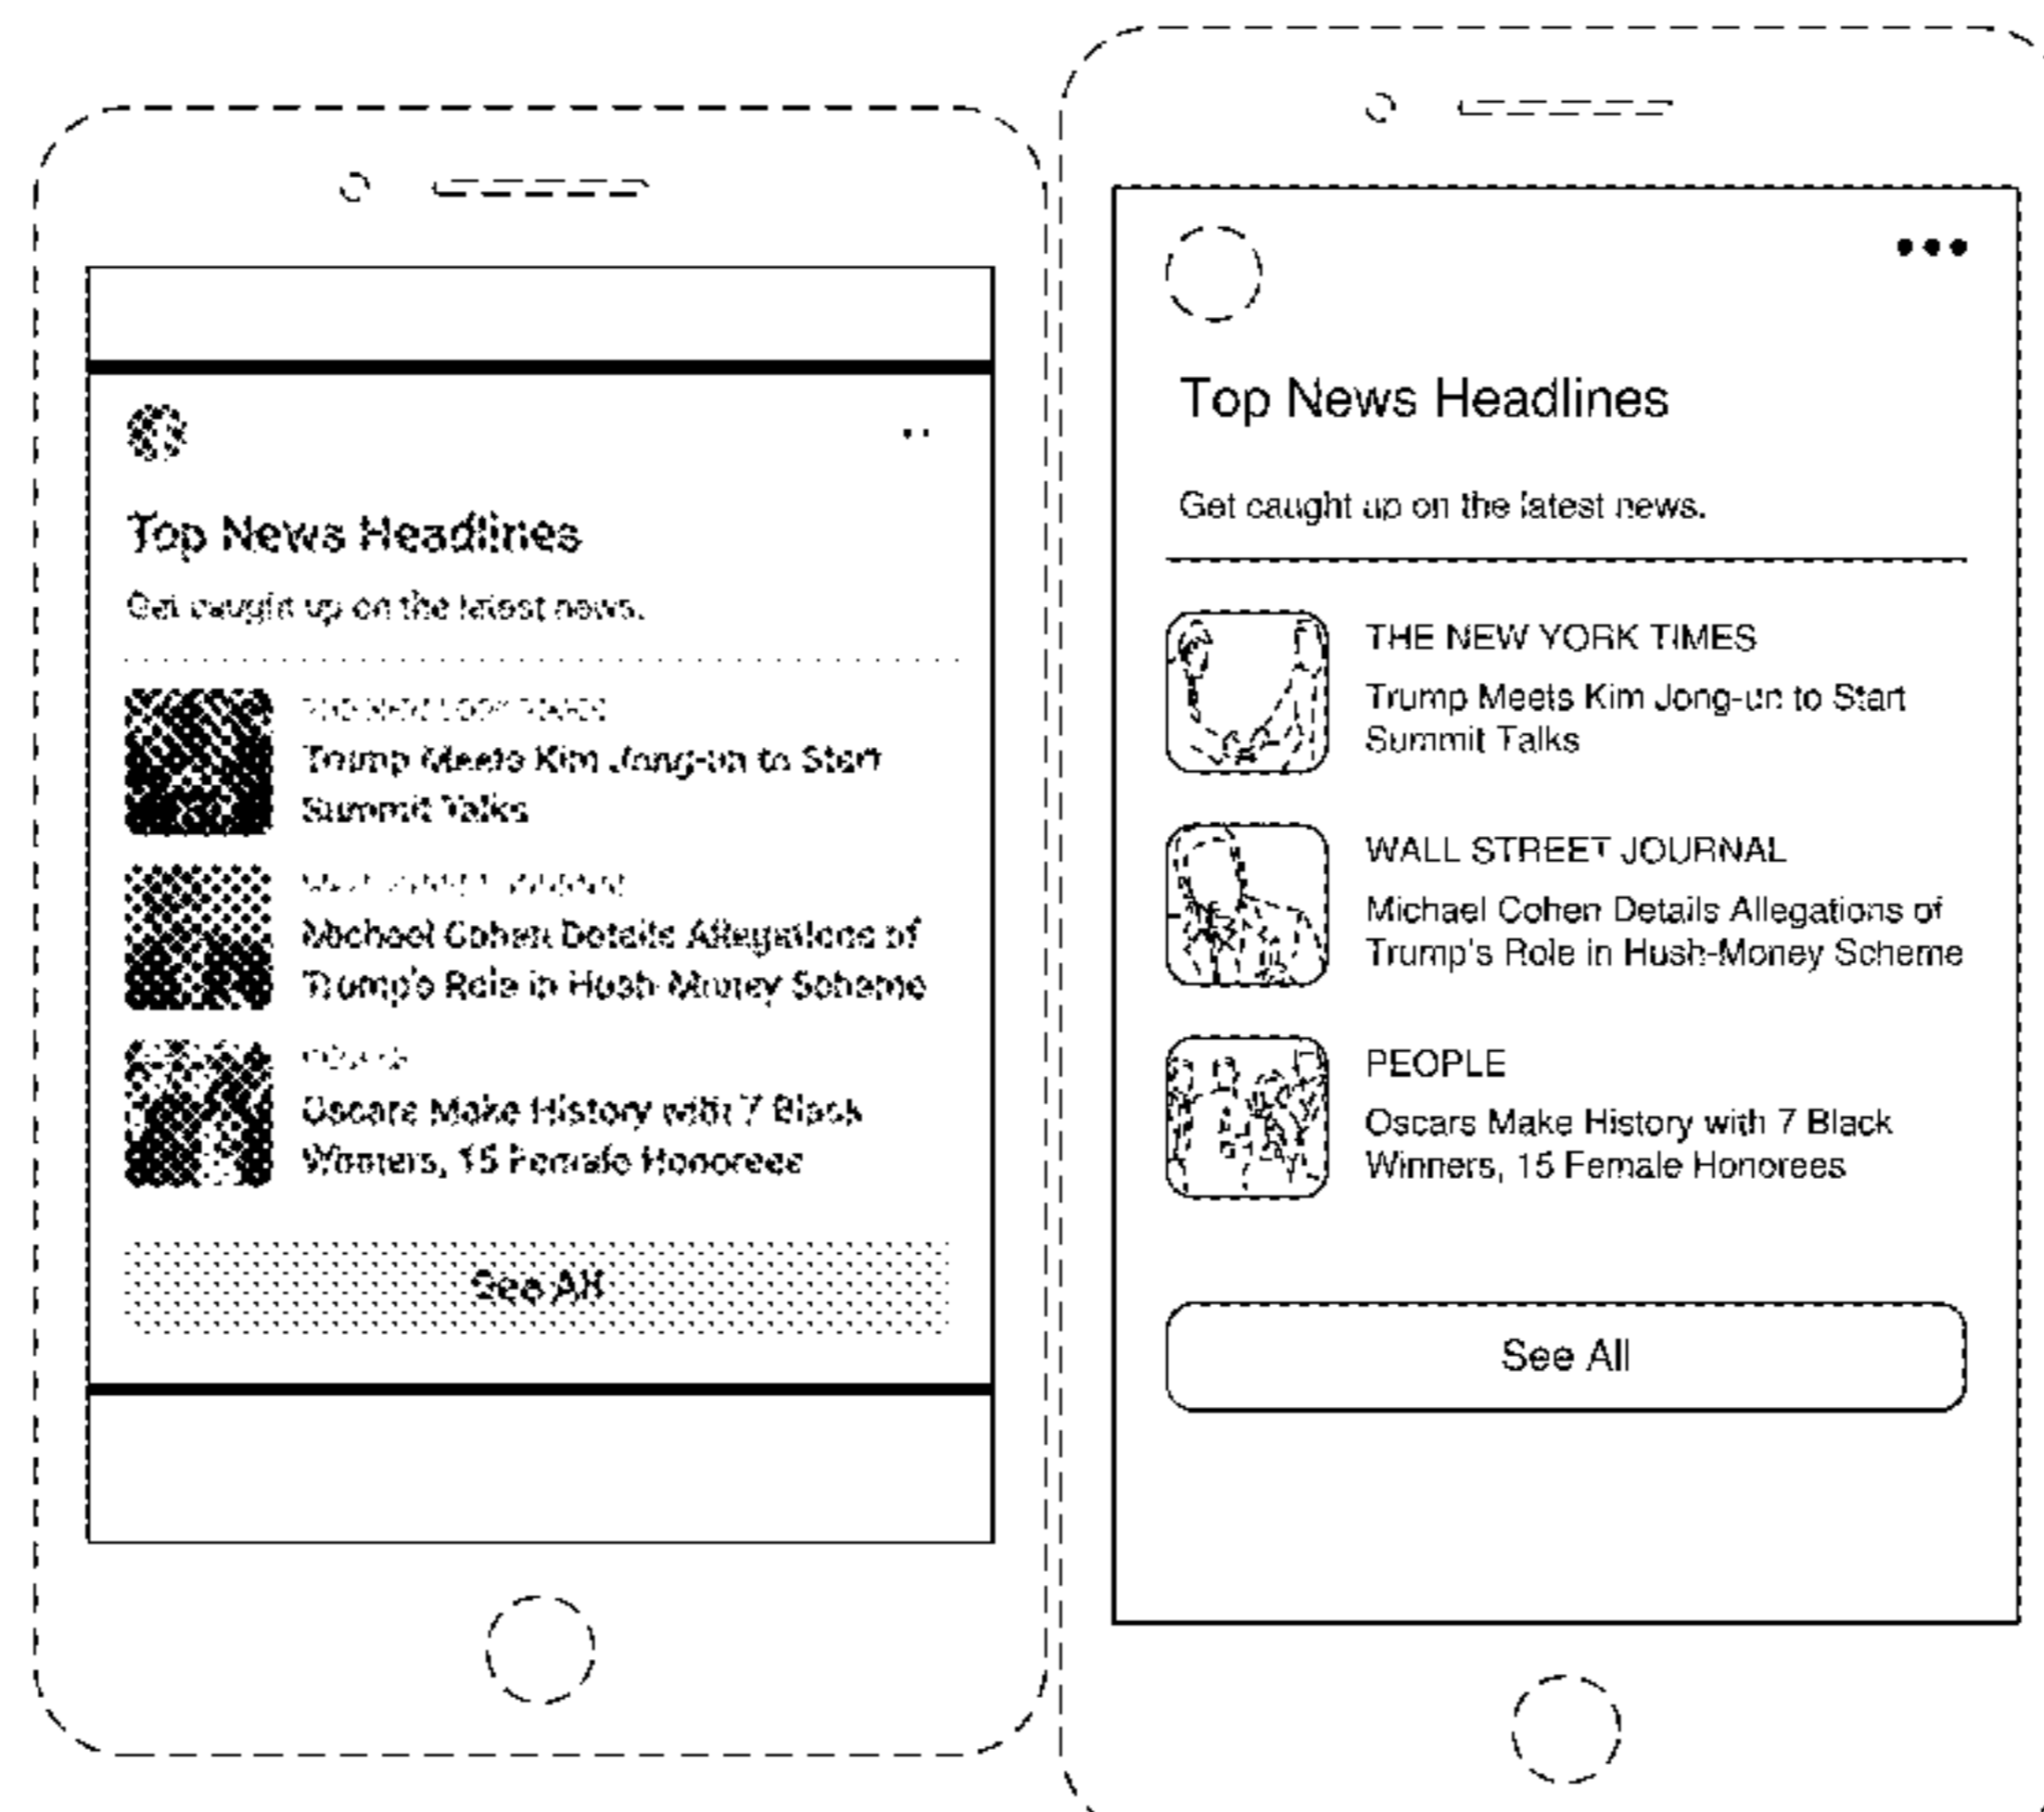 Top News Headlines
Get caught up on the latest news.
Trump Meets Kim Jong-un to Start
Summit Talks
Michael Cohen Details Allegations of
Trump's Role in Hush-Money Scheme
Oscars Make History with 7 Black
Winners, 15 Female Honorees
See All
Top News Headlines
Get caught up on the latest news.
THE NEW YORK TIMES
Trump Meets Kim Jong-un to Start
Summit Talks
WALL STREET JOURNAL
Michael Cohen Details Allegations of
Trump's Role in Hush-Money Scheme
PEOPLE
Oscars Make History with 7 Black
Winners, 15 Female Honorees
See All